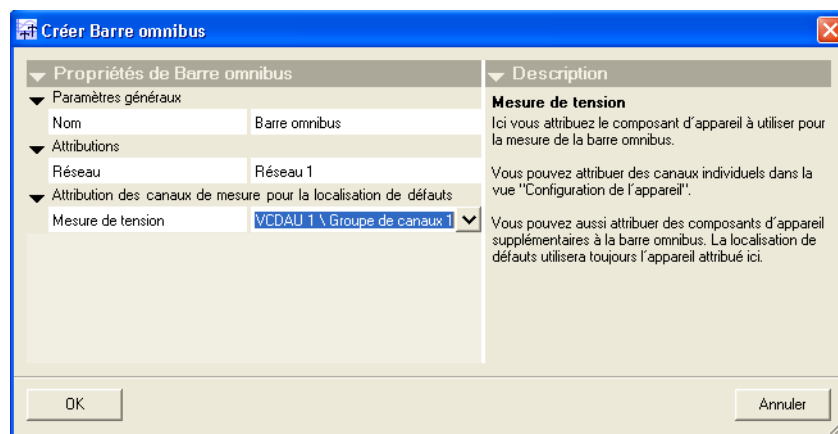 Créer Barre omnibus
Propriétés de Barre omnibus
Paramètres généraux
Nom Barre omnibus
Attributions
Réseau Réseau 1
Attribution des canaux de mesure pour la localisation de défauts
Mesure de tension VCDAU 1 \ Groupe de canaux 1
Description
Mesure de tension
Ici vous attribuez le composant d´appareil à utiliser pour
la mesure de la barre omnibus.
Vous pouvez attribuer des canaux individuels dans la
vue "Configuration de l´appareil".
Vous pouvez aussi attribuer des composants d´appareil
supplémentaires à la barre omnibus. La localisation de
défauts utilisera toujours l´appareil attribué ici.
OK
Annuler